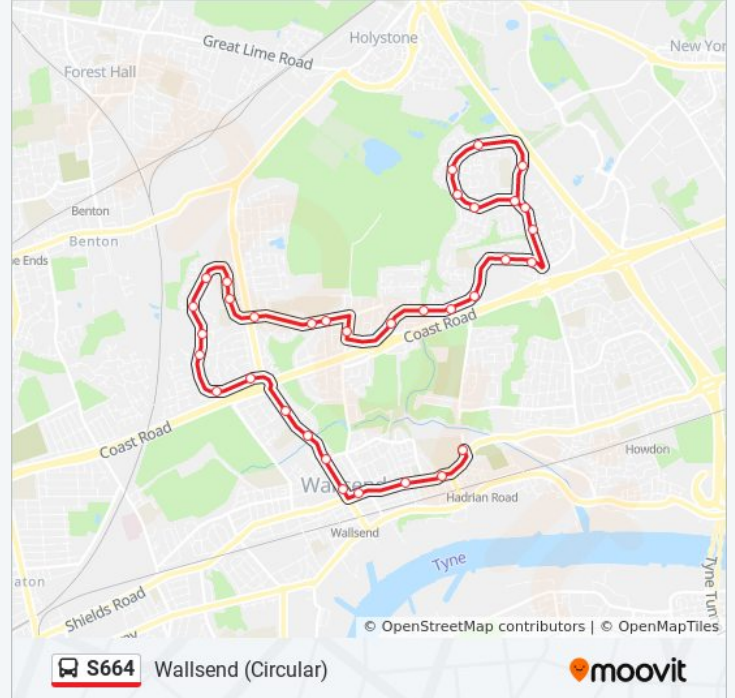 Great Lime Road
Holystone
New Yor
Forest Hall
Benton
Benton
e Ends
Coast Road
Coast Road
Howdon
Wallsend
Hadrian Road
Wallsend
Tyne
Tyne Tun
aton
Shields Road
© OpenStreetMap contributors | © OpenMapTiles
S664 Wallsend (Circular)
moovit